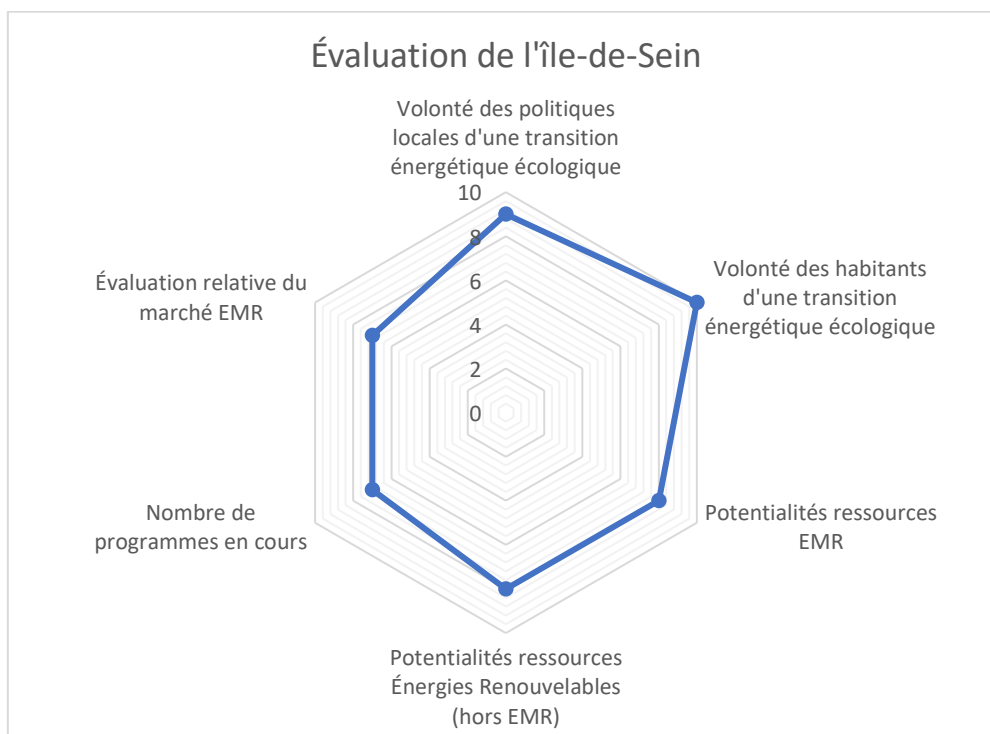 Évaluation de l'île-de-Sein
Volonté des politiques
locales d'une transition
énergétique écologique
10
8
6
4
2
0
Volonté des habitants
d'une transition
énergétique écologique
Potentialités ressources
EMR
Potentialités ressources
Énergies Renouvelables
(hors EMR)
Nombre de
programmes en cours
Évaluation relative du
marché EMR